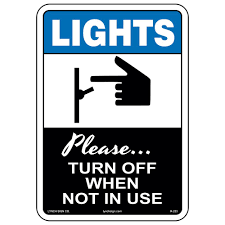 LIGHTS
Please...
TURN OFF
WHEN
NOT IN USE